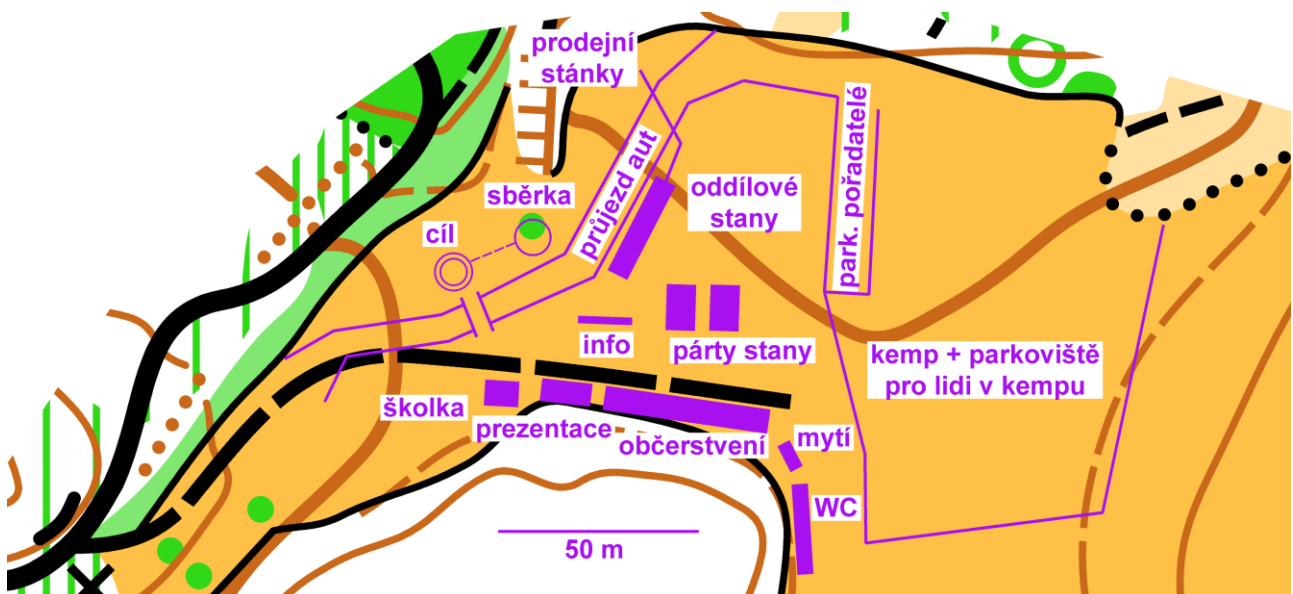 prodejní
stánky
průjezd aut
park. pořadatelé
oddílové
stany
sběrka
cíl
info
párty stany
kemp + parkoviště
pro lidi v kempu
školka
prezentace
občerstvení
mytí
WC
50 m